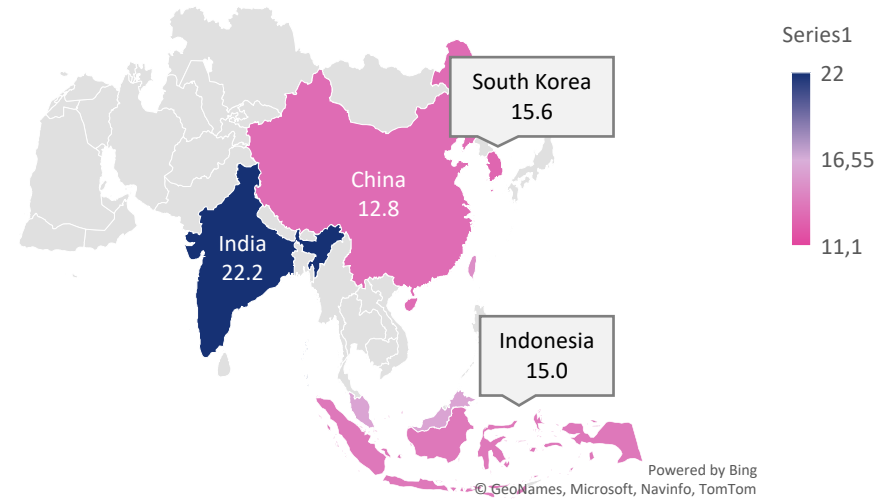 Series1
22
16,55
11,1
South Korea
15.6
China
12.8
India
22.2
Indonesia
15.0
Powered by Bing
© GeoNames, Microsoft, Navinfo, TomTom